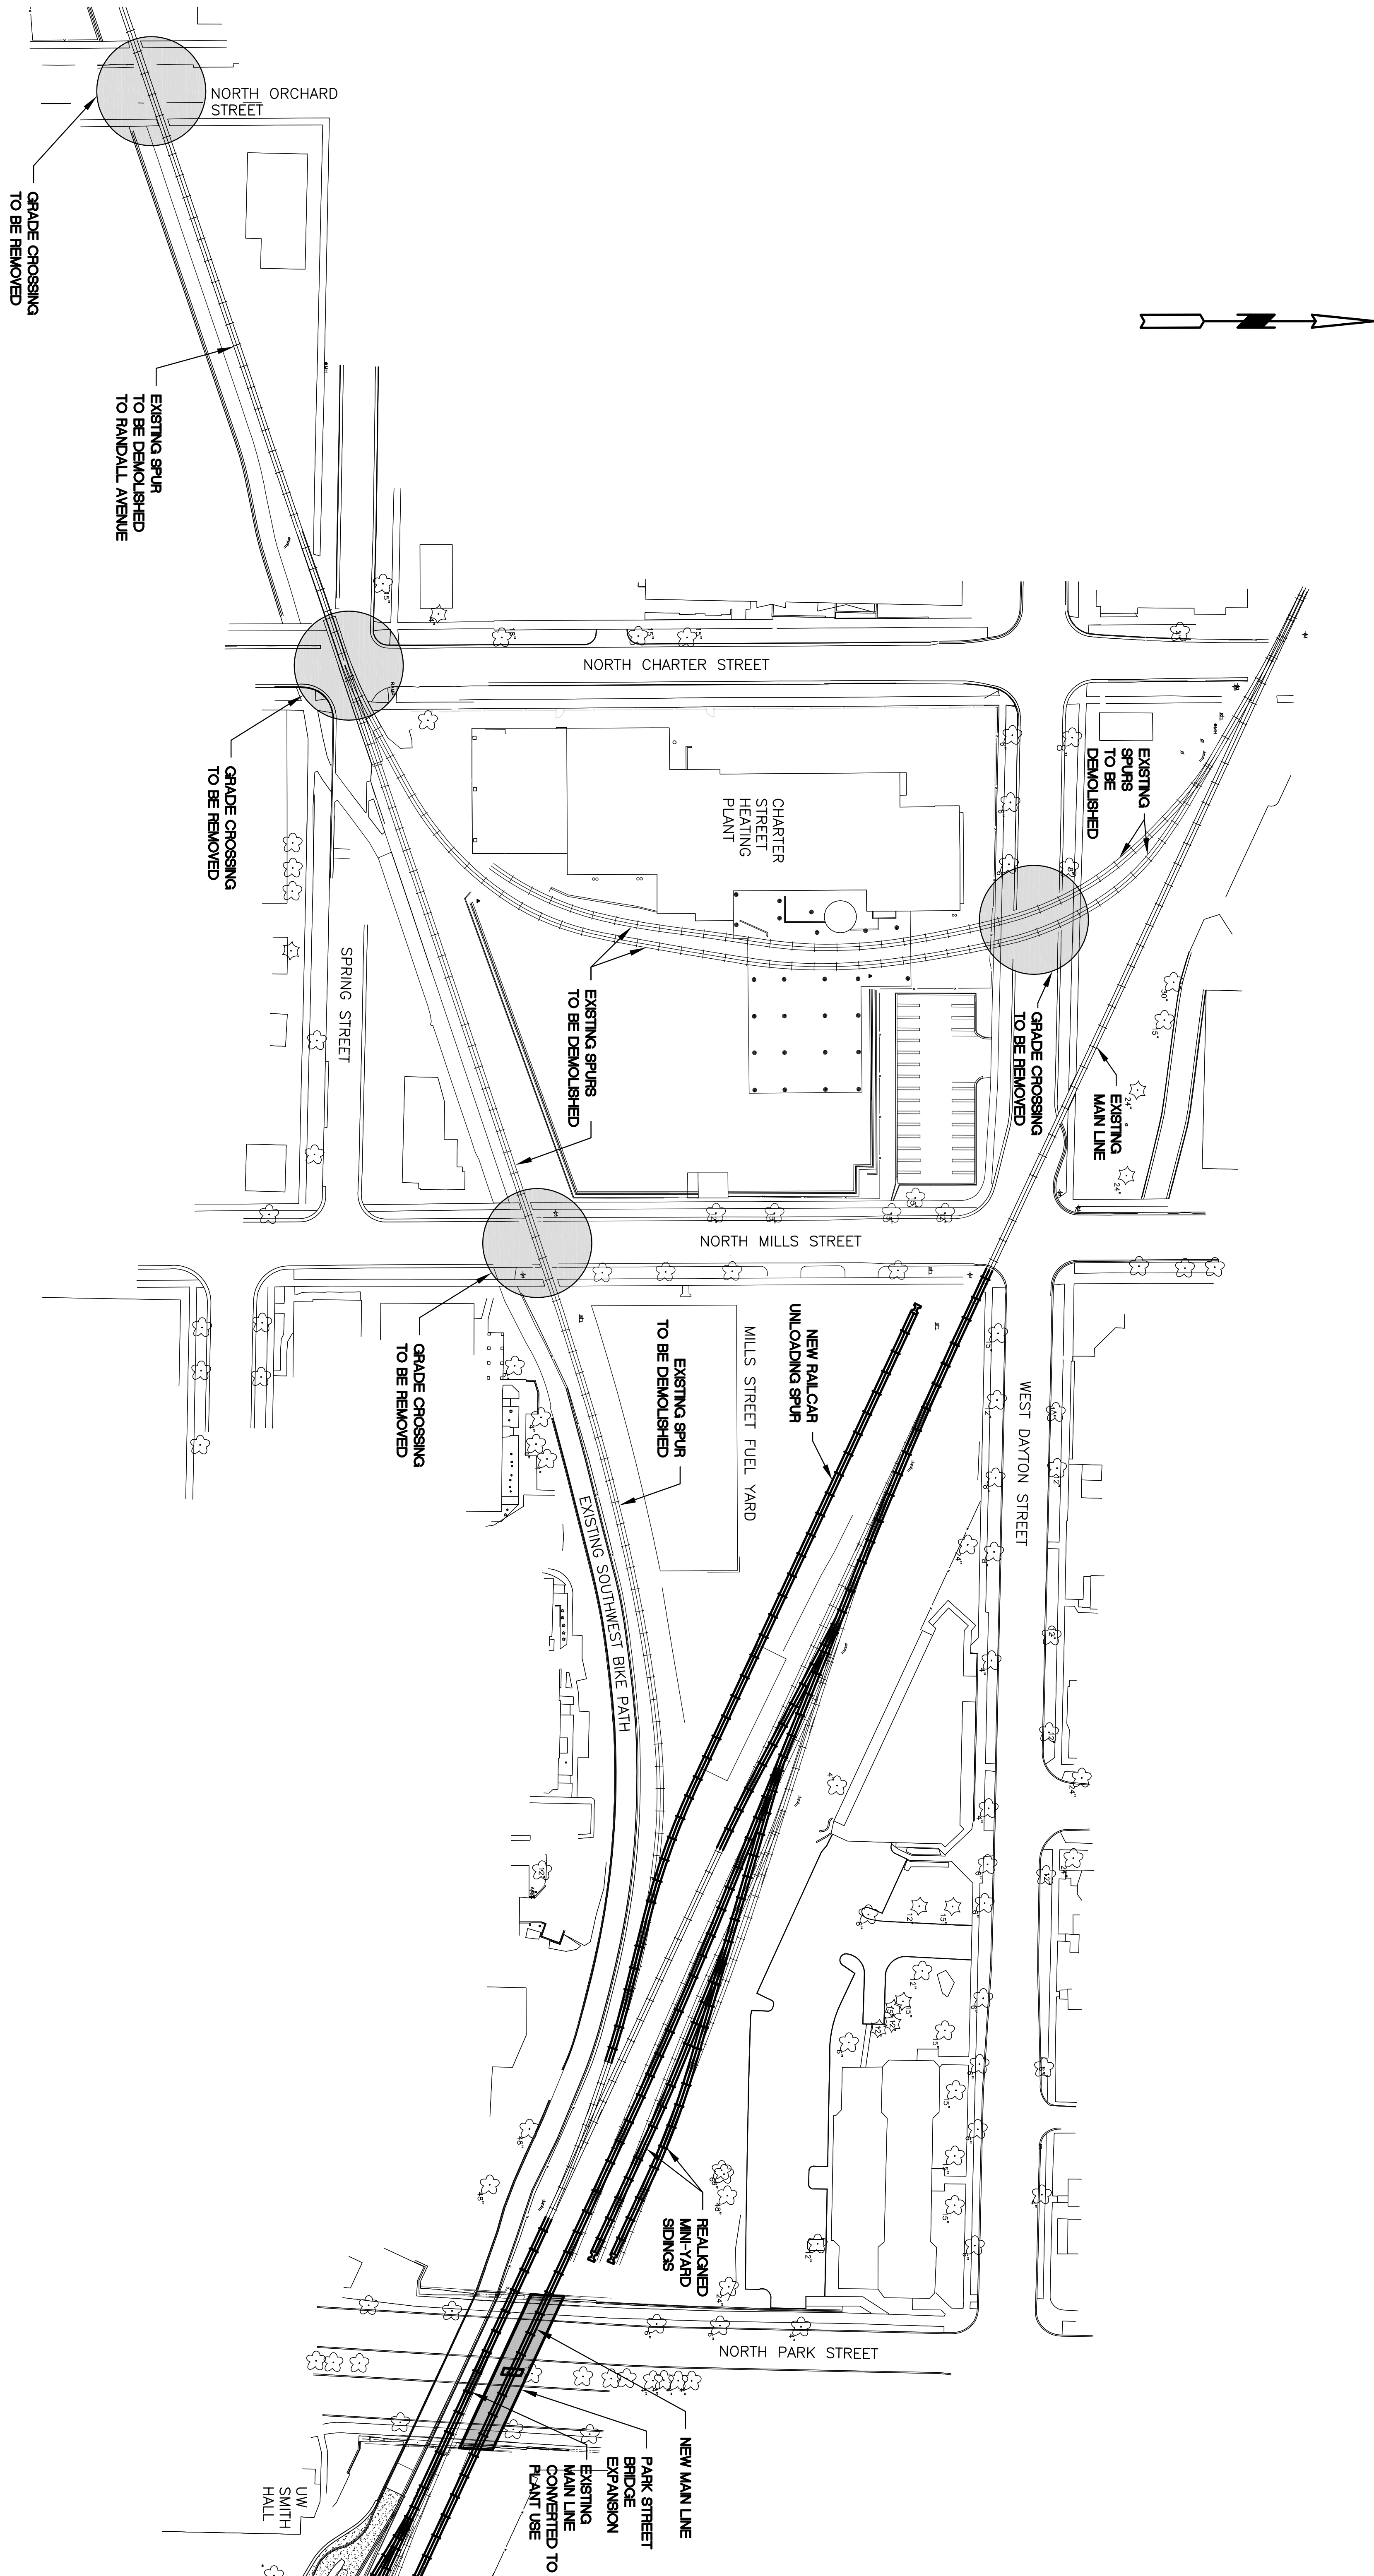 NORTH ORCHARD
STREET
GRADE CROSSING
TO BE REMOVED
EXISTING SPUR
TO BE DEMOLISHED
TO RANDALL AVENUE
NORTH CHARTER STREET
EXISTING
SPURS
TO BE
DEMOLISHED
CHARTER
STREET
HEATING
PLANT
GRADE CROSSING
TO BE REMOVED
SPRING STREET
EXISTING SPURS
TO BE DEMOLISHED
GRADE CROSSING
TO BE REMOVED
EXISTING
MAIN LINE
NORTH MILLS STREET
GRADE CROSSING
TO BE REMOVED
EXISTING SPUR
TO BE DEMOLISHED
MILLS STREET FUEL YARD
NEW RAILCAR
UNLOADING SPUR
WEST DAYTON STREET
EXISTING SOUTHWEST BIKE PATH
REALIGNED
MINI-YARD
SIDINGS
NORTH PARK STREET
NEW MAIN LINE
PARK STREET
BRIDGE
EXPANSION
EXISTING
MAIN LINE
CONVERTED TO
PLANT USE
UW
SMITH
HALL